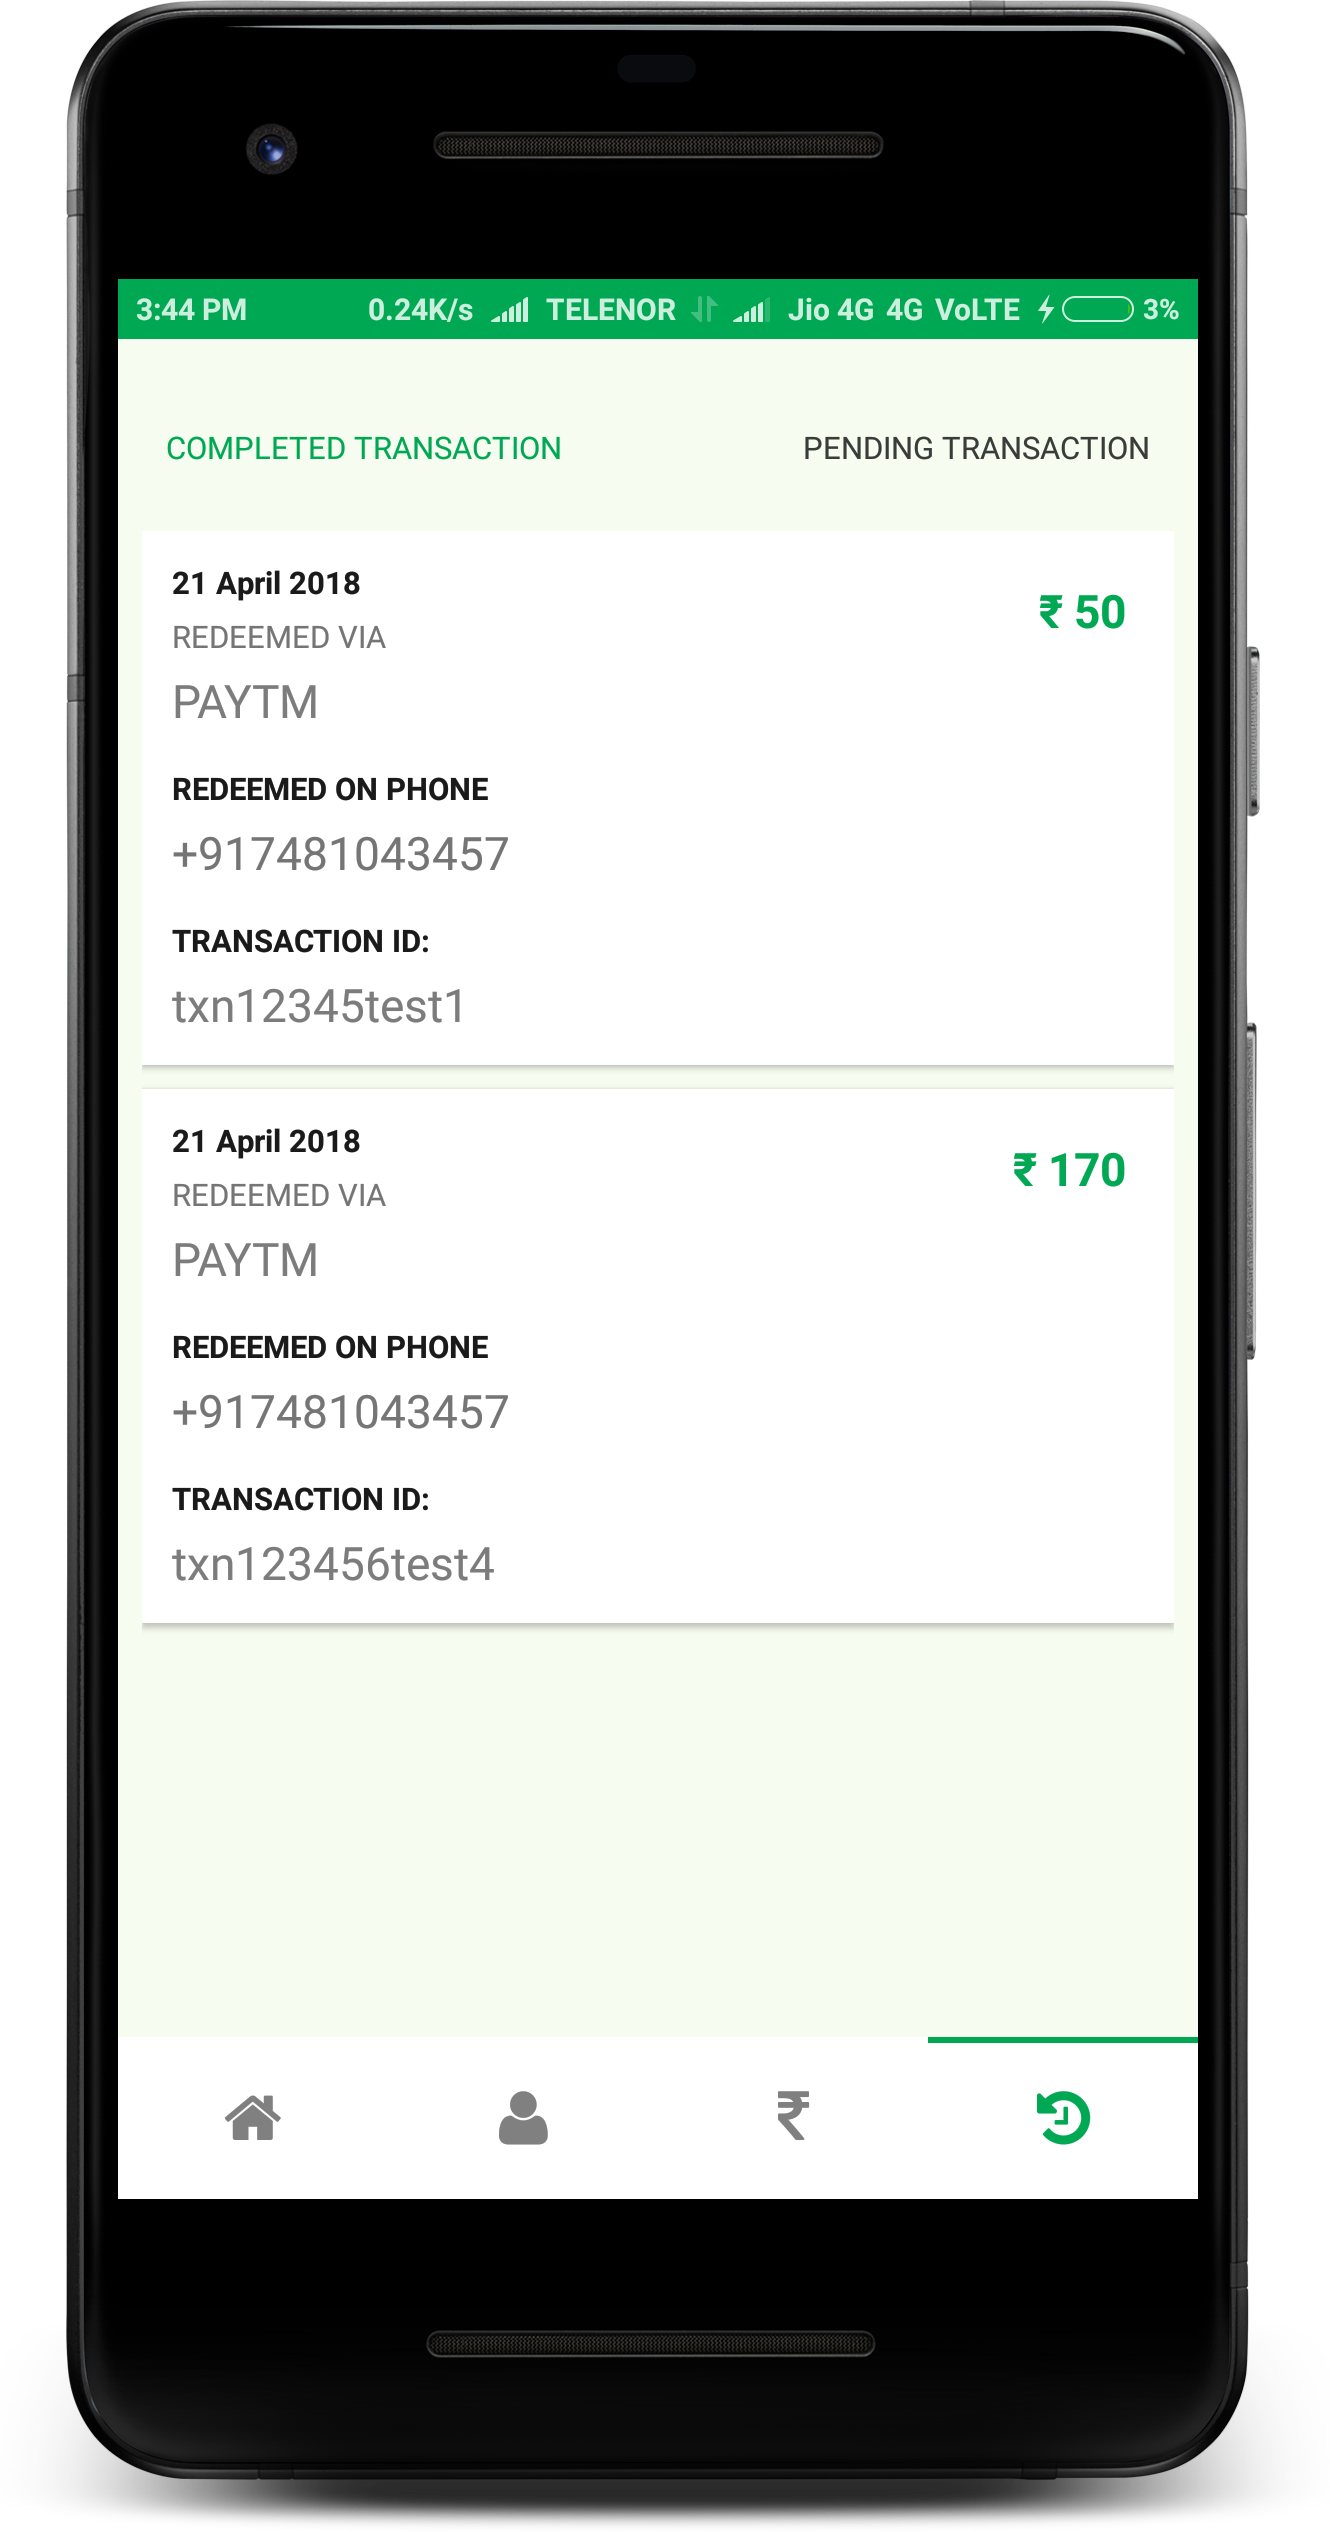 3:44 PM 0.24K/s TELENOR Jio 4G 4G VoLTE 3%
COMPLETED TRANSACTION PENDING TRANSACTION
21 April 2018
₹ 50
REDEEMED VIA
PAYTM
REDEEMED ON PHONE
+917481043457
TRANSACTION ID:
txn12345test1
21 April 2018
₹ 170
REDEEMED VIA
PAYTM
REDEEMED ON PHONE
+917481043457
TRANSACTION ID:
txn123456test4
₹